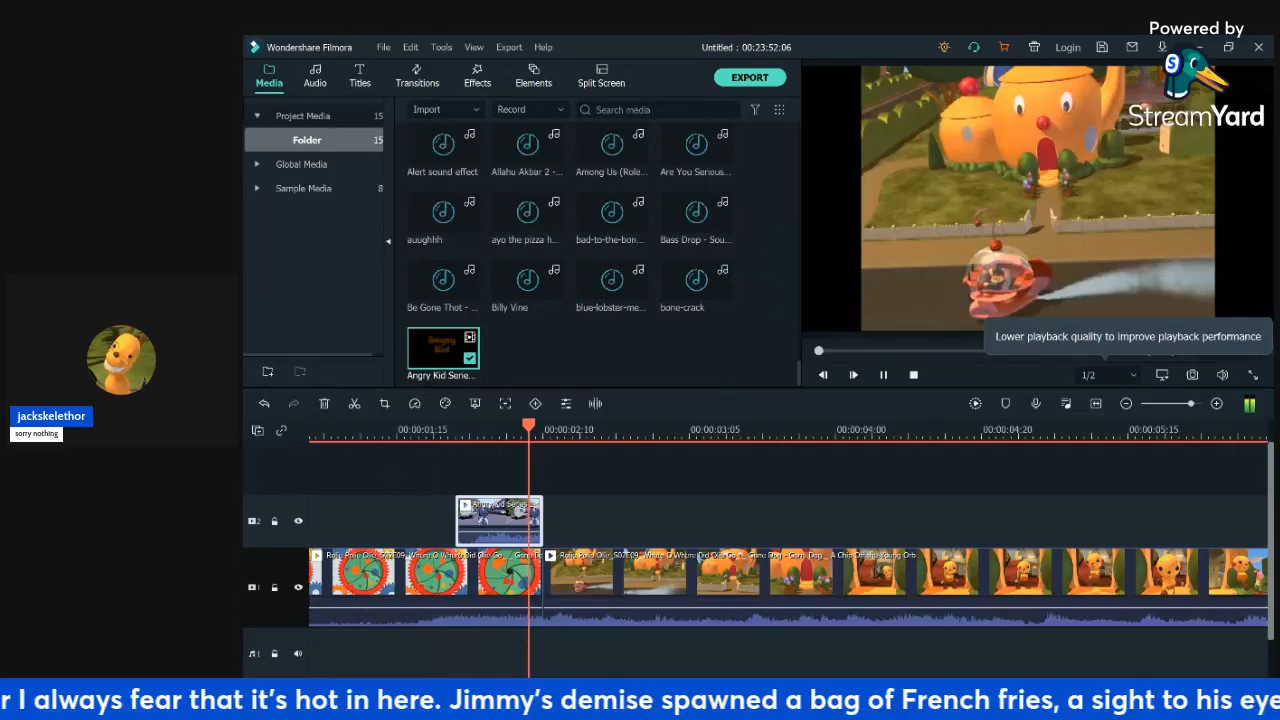 Powered by
StreamYard
Wondershare Filmora
File Edit Tools View Export Help
Untitled : 00:23:52:06
Login
Media Audio Titles Transitions Effects Elements Split Screen
EXPORT
Project Media 15
Folder 15
Global Media
Sample Media 8
Import Record Search media
Alert sound effect Allahu Akbar 2 -... Among Us (Role... Are You Serious...
auughhh ayo the pizza h... bad-to-the-bon... Bass Drop - Sou...
Be Gone Thot - ... Billy Vine blue-lobster-me... bone-crack
Angry Kid Serie...
Lower playback quality to improve playback performance
1/2
jackskelethor
sorry nothing
00:00:01:15 00:00:02:10 00:00:03:05 00:00:04:00 00:00:04:20 00:00:05:15
Angry Kid Series
r I always fear that it's hot in here. Jimmy's demise spawned a bag of French fries, a sight to his eye